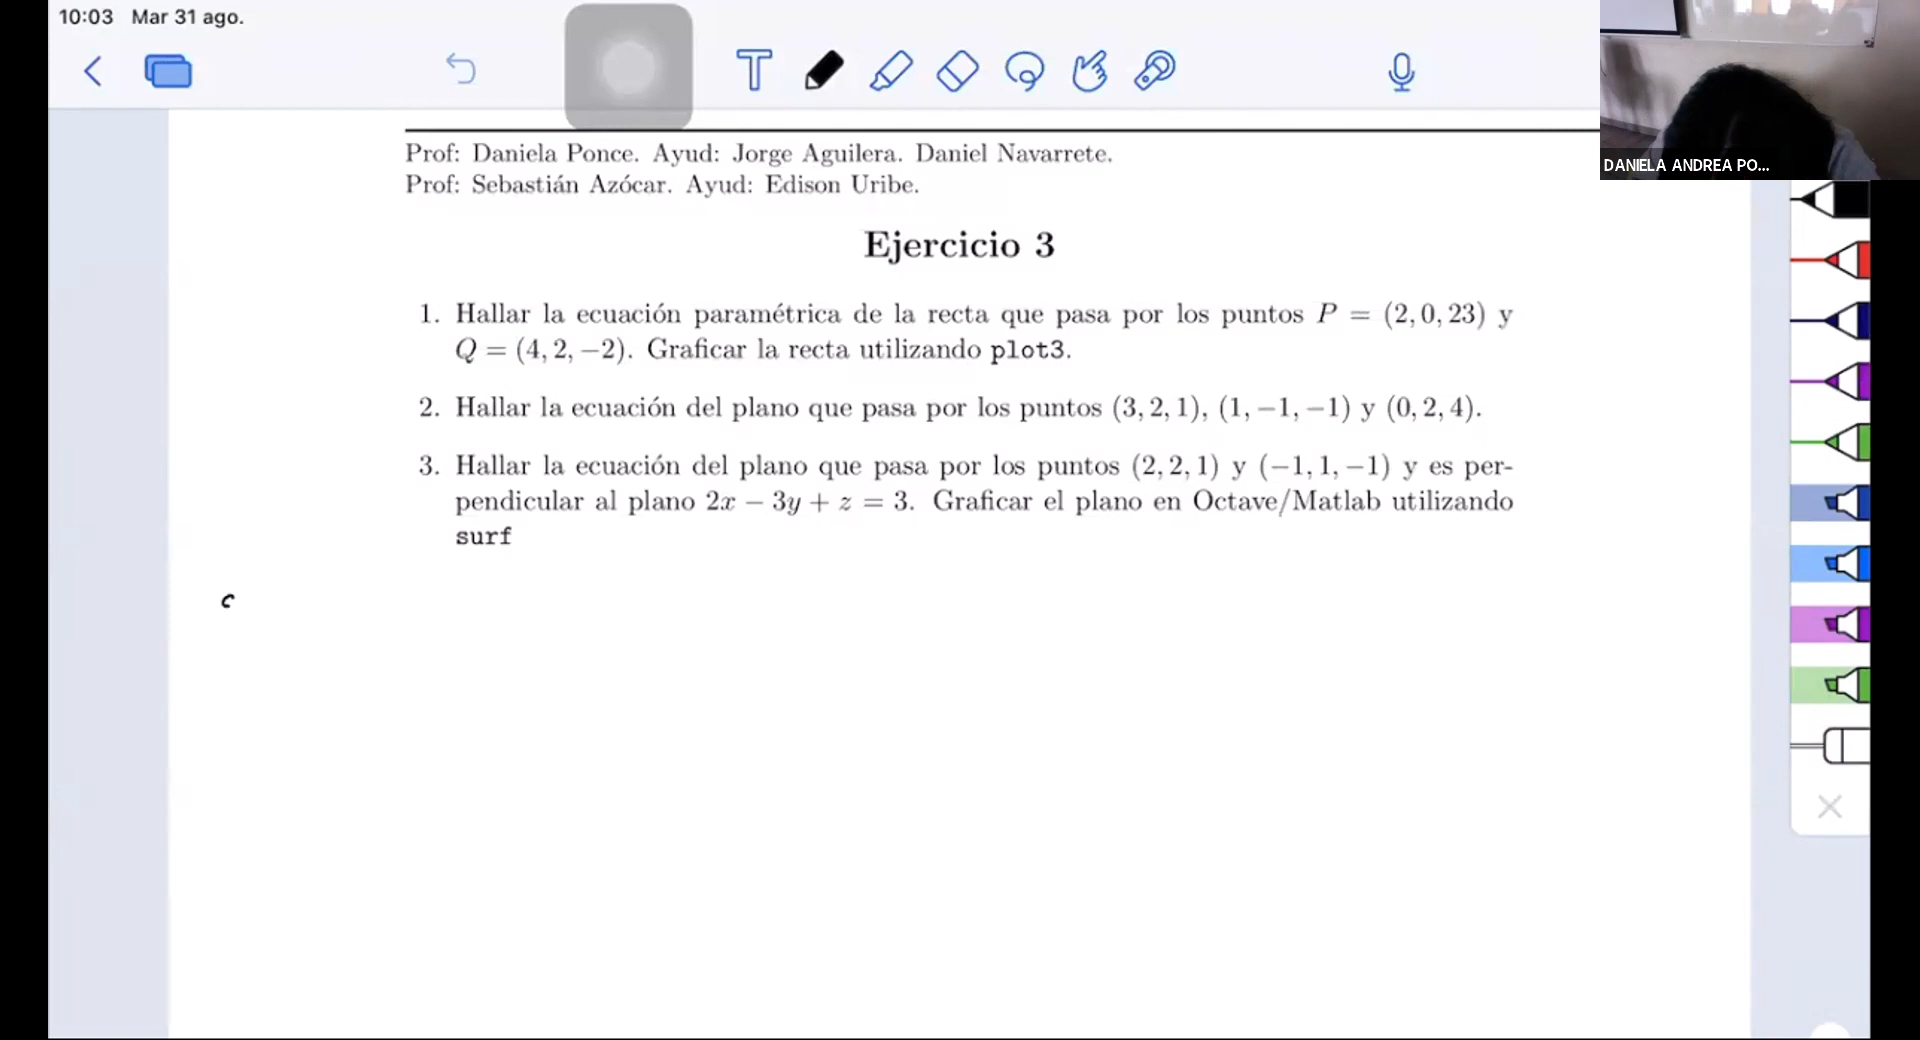 10:03 Mar 31 ago.
T
DANIELA ANDREA PO...
Prof: Daniela Ponce. Ayud: Jorge Aguilera. Daniel Navarrete.
Prof: Sebastián Azócar. Ayud: Edison Uribe.
Ejercicio 3
1. Hallar la ecuación paramétrica de la recta que pasa por los puntos P = (2, 0, 23) y
Q = (4, 2, −2). Graficar la recta utilizando plot3.
2. Hallar la ecuación del plano que pasa por los puntos (3, 2, 1), (1, −1, −1) y (0, 2, 4).
3. Hallar la ecuación del plano que pasa por los puntos (2, 2, 1) y (−1, 1, −1) y es per-
pendicular al plano 2x − 3y + z = 3. Graficar el plano en Octave/Matlab utilizando
surf
c